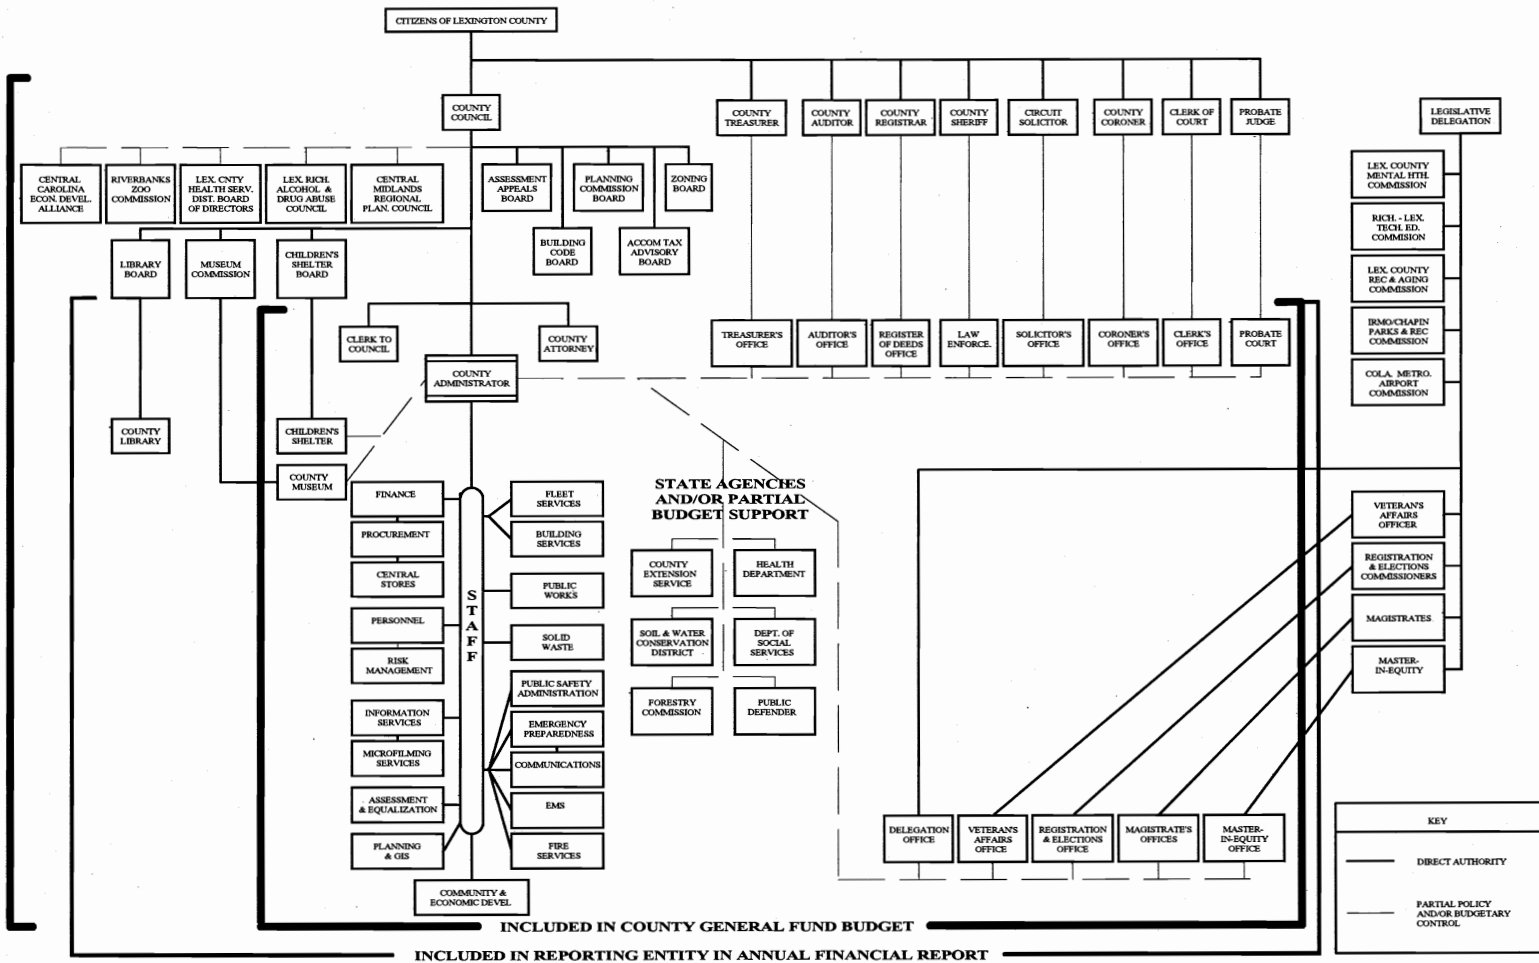 CITIZENS OF LEXINGTON COUNTY
COUNTY
COUNCIL
COUNTY
TREASURER
COUNTY
AUDITOR
COUNTY
REGISTRAR
COUNTY
SHERIFF
CIRCUIT
SOLICITOR
COUNTY
CORONER
CLERK OF
COURT
PROBATE
JUDGE
LEGISLATIVE
DELEGATION
CENTRAL
CAROLINA
ECON. DEVEL.
ALLIANCE
RIVERBANKS
ZOO
COMMISSION
LEX. CNTY
HEALTH SERV.
DIST. BOARD
OF DIRECTORS
LEX. RICH.
ALCOHOL &
DRUG ABUSE
COUNCIL
CENTRAL
MIDLANDS
REGIONAL
PLAN. COUNCIL
ASSESSMENT
APPEALS
BOARD
PLANNING
COMMISSION
BOARD
ZONING
BOARD
BUILDING
CODE
BOARD
ACCOM TAX
ADVISORY
BOARD
LIBRARY
BOARD
MUSEUM
COMMISSION
CHILDREN'S
SHELTER
BOARD
LEX. COUNTY
MENTAL HTH.
COMMISSION
RICH. - LEX.
TECH. ED.
COMMISION
LEX. COUNTY
REC & AGING
COMMISSION
IRMO/CHAPIN
PARKS & REC
COMMISSION
COLA. METRO.
AIRPORT
COMMISSION
CLERK TO
COUNCIL
COUNTY
ATTORNEY
COUNTY
ADMINISTRATOR
TREASURER'S
OFFICE
AUDITOR'S
OFFICE
REGISTER
OF DEEDS
OFFICE
LAW
ENFORCE.
SOLICITOR'S
OFFICE
CORONER'S
OFFICE
CLERK'S
OFFICE
PROBATE
COURT
COUNTY
LIBRARY
CHILDREN'S
SHELTER
COUNTY
MUSEUM
FINANCE
PROCUREMENT
CENTRAL
STORES
PERSONNEL
RISK
MANAGEMENT
INFORMATION
SERVICES
MICROFILMING
SERVICES
ASSESSMENT
& EQUALIZATION
PLANNING
& GIS
S
T
A
F
F
FLEET
SERVICES
BUILDING
SERVICES
PUBLIC
WORKS
SOLID
WASTE
PUBLIC SAFETY
ADMINISTRATION
EMERGENCY
PREPAREDNESS
COMMUNICATIONS
EMS
FIRE
SERVICES
COMMUNITY &
ECONOMIC DEVEL
STATE AGENCIES
AND/OR PARTIAL
BUDGET SUPPORT
COUNTY
EXTENSION
SERVICE
HEALTH
DEPARTMENT
SOIL & WATER
CONSERVATION
DISTRICT
DEPT. OF
SOCIAL
SERVICES
FORESTRY
COMMISSION
PUBLIC
DEFENDER
VETERAN'S
AFFAIRS
OFFICER
REGISTRATION
& ELECTIONS
COMMISSIONERS
MAGISTRATES
MASTER-
IN-EQUITY
DELEGATION
OFFICE
VETERAN'S
AFFAIRS
OFFICE
REGISTRATION
& ELECTIONS
OFFICE
MAGISTRATE'S
OFFICES
MASTER-
IN-EQUITY
OFFICE
KEY
DIRECT AUTHORITY
PARTIAL POLICY
AND/OR BUDGETARY
CONTROL
INCLUDED IN COUNTY GENERAL FUND BUDGET
INCLUDED IN REPORTING ENTITY IN ANNUAL FINANCIAL REPORT